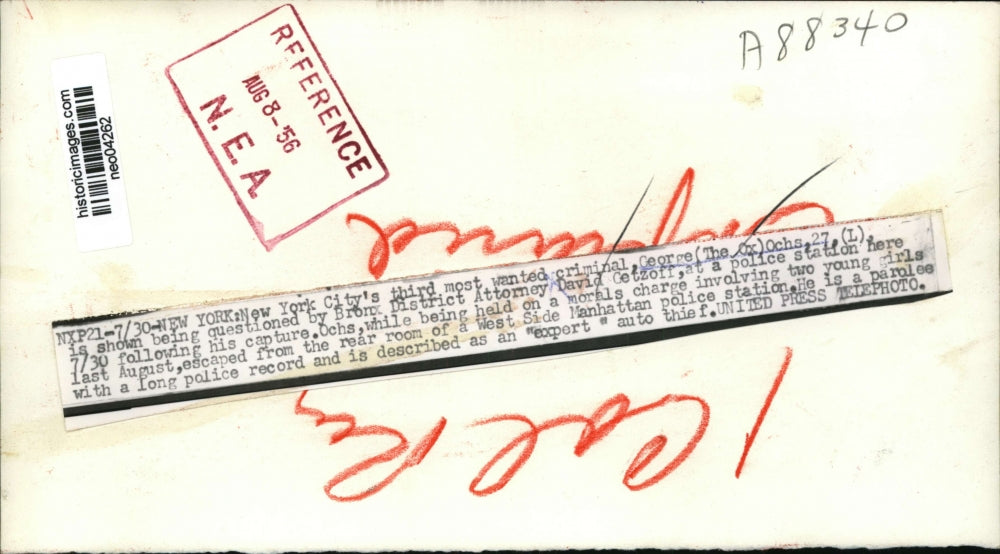 A88340
REFERENCE
AUG 8-'56
N.E.A.
historicimages.com
neo04262
NXP21-7/30-NEW YORK:New York City's third most wanted criminal,George(The Ox)Ochs,27,(L),
is shown being questioned by Bronx District Attorney David Getzoff,at a police station here
7/30 following his capture.Ochs,while being held on a morals charge involving two young girls
last August,escaped from the rear room of a West Side Manhattan police station.He is a parolee
with a long police record and is described as an "expert" auto thief.UNITED PRESS TELEPHOTO.
1 Col